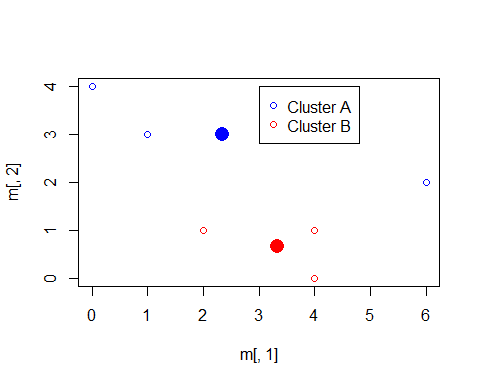 Cluster A
Cluster B
m[, 2]
4
3
2
1
0
0 1 2 3 4 5 6
m[, 1]